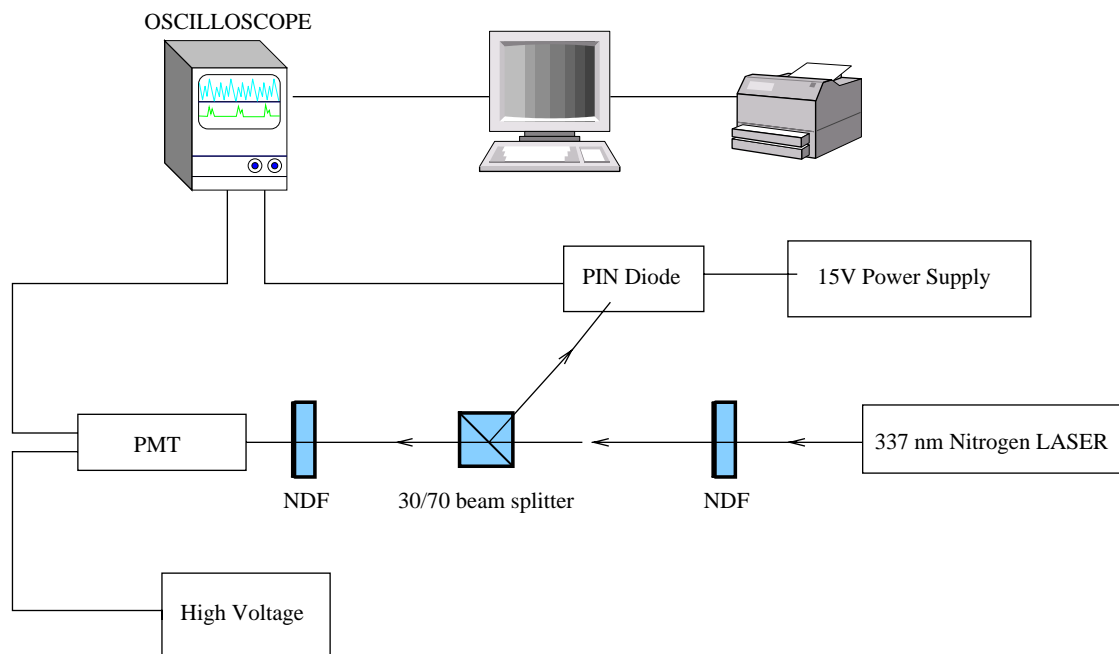 OSCILLOSCOPE
PIN Diode
15V Power Supply
PMT
337 nm Nitrogen LASER
NDF
30/70 beam splitter
NDF
High Voltage